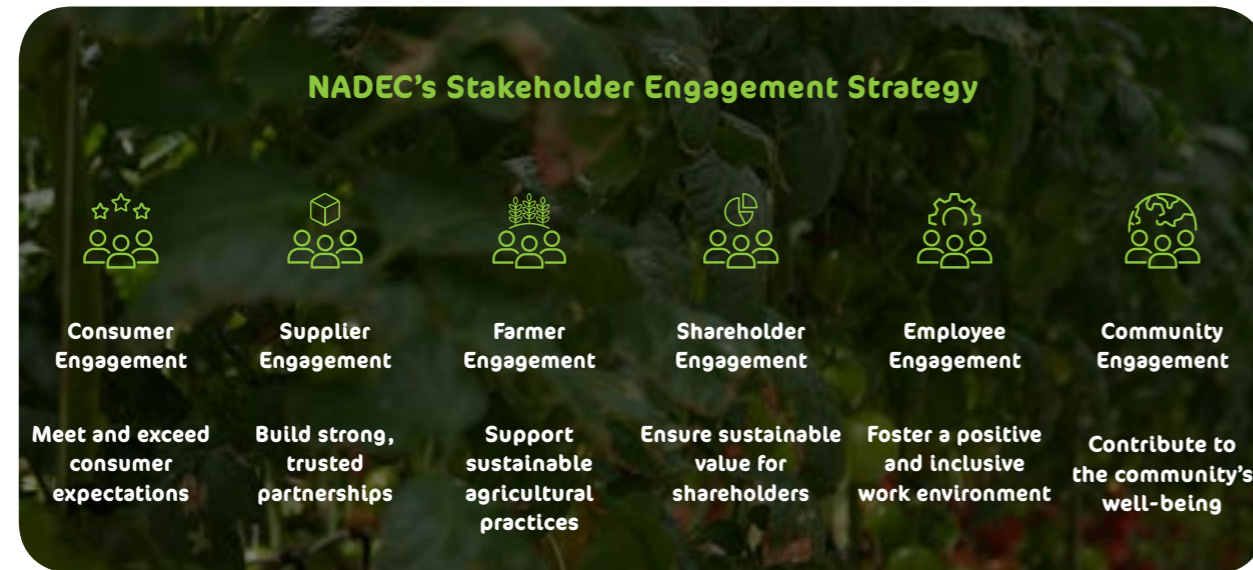 NADEC's Stakeholder Engagement Strategy
Consumer
Engagement
Meet and exceed
consumer
expectations
Supplier
Engagement
Build strong,
trusted
partnerships
Farmer
Engagement
Support
sustainable
agricultural
practices
Shareholder
Engagement
Ensure sustainable
value for
shareholders
Employee
Engagement
Foster a positive
and inclusive
work environment
Community
Engagement
Contribute to
the community's
well-being